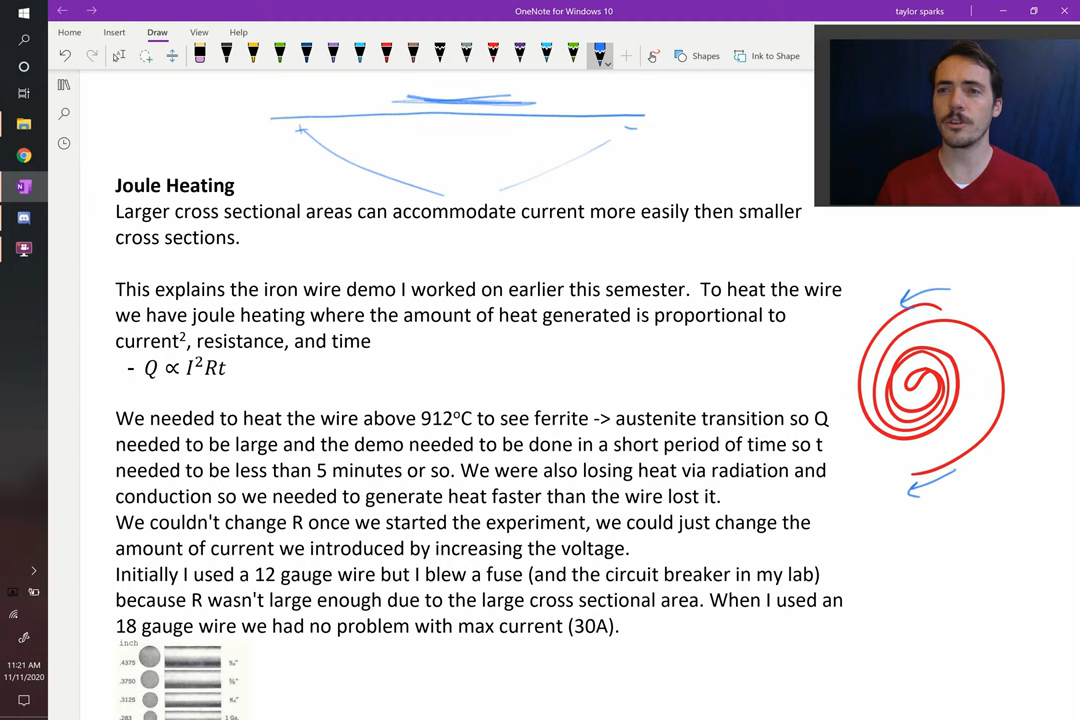 OneNote for Windows 10
taylor sparks
Home Insert Draw View Help
Shapes
Ink to Shape
+ -
Joule Heating
Larger cross sectional areas can accommodate current more easily then smaller
cross sections.
This explains the iron wire demo I worked on earlier this semester. To heat the wire
we have joule heating where the amount of heat generated is proportional to
current², resistance, and time
- Q ∝ I²Rt
We needed to heat the wire above 912°C to see ferrite -> austenite transition so Q
needed to be large and the demo needed to be done in a short period of time so t
needed to be less than 5 minutes or so. We were also losing heat via radiation and
conduction so we needed to generate heat faster than the wire lost it.
We couldn't change R once we started the experiment, we could just change the
amount of current we introduced by increasing the voltage.
Initially I used a 12 gauge wire but I blew a fuse (and the circuit breaker in my lab)
because R wasn't large enough due to the large cross sectional area. When I used an
18 gauge wire we had no problem with max current (30A).
inch
.4375
.3750
.3125
.283 1 Ga.
11:21 AM
11/11/2020